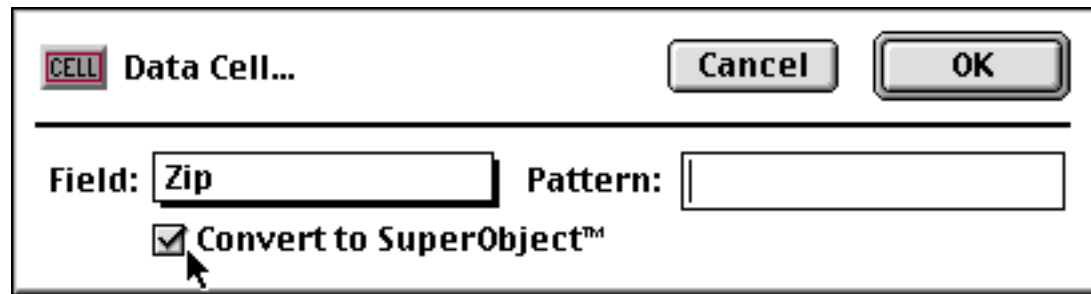 CELL Data Cell... Cancel OK
Field: Zip Pattern:
Convert to SuperObject™